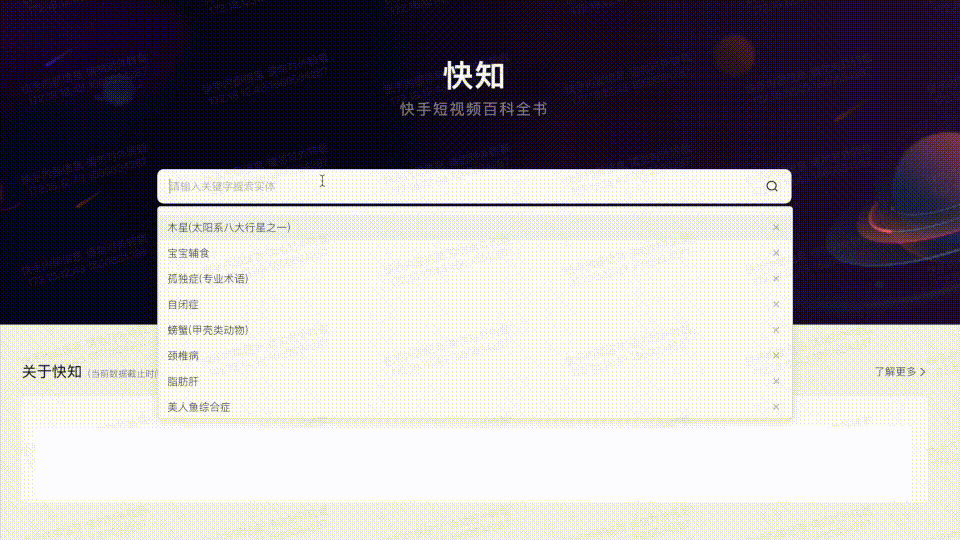 快知
快手短视频百科全书
请输入关键字搜索实体
木星(太阳系八大行星之一)
宝宝辅食
孤独症(专业术语)
自闭症
螃蟹(甲壳类动物)
颈椎病
脂肪肝
美人鱼综合症
关于快知 (当前数据截止时
了解更多